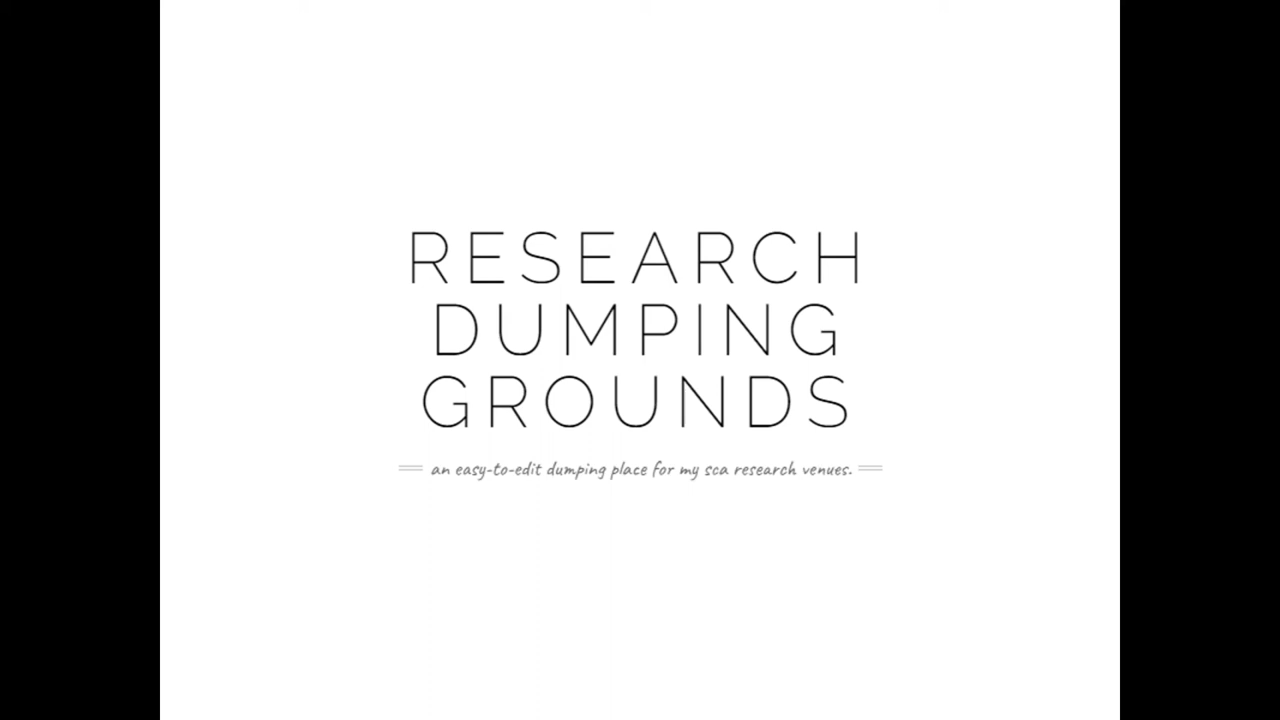 RESEARCH
DUMPING
GROUNDS
an easy-to-edit dumping place for my sca research venues.